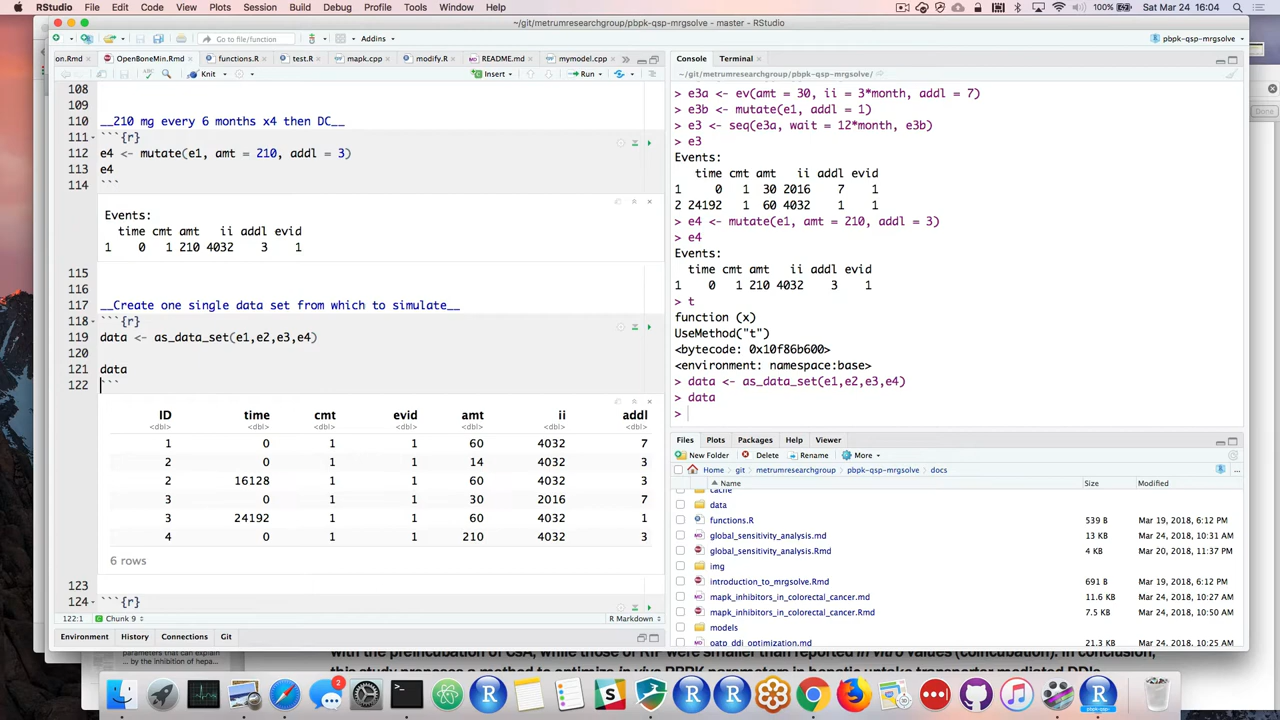 RStudio File Edit Code View Plots Session Build Debug Profile Tools Window Help 100% Sat Mar 24 16:04
~/git/metrumresearchgroup/pbpk-qsp-mrgsolve - master - RStudio
Go to file/function Addins pbpk-qsp-mrgsolve
on.Rmd OpenBoneMin.Rmd functions.R test.R mapk.cpp modify.R README.md mymodel.cpp
Knit Insert Run
108
109
110 __210 mg every 6 months x4 then DC__
111 ```{r}
112 e4 <- mutate(e1, amt = 210, addl = 3)
113 e4
114 ```
Events:
time cmt amt ii addl evid
1 0 1 210 4032 3 1
115
116
117 __Create one single data set from which to simulate__
118 ```{r}
119 data <- as_data_set(e1,e2,e3,e4)
120
121 data
122 ```
ID time cmt evid amt ii addl
<dbl> <dbl> <dbl> <dbl> <dbl> <dbl> <dbl>
1 0 1 1 60 4032 7
2 0 1 1 14 4032 3
2 16128 1 1 60 4032 3
3 0 1 1 30 2016 7
3 24192 1 1 60 4032 1
4 0 1 1 210 4032 3
6 rows
123
124 ```{r}
122:1 Chunk 9 R Markdown
Environment History Connections Git
Console Terminal
~/git/metrumresearchgroup/pbpk-qsp-mrgsolve/
> e3a <- ev(amt = 30, ii = 3*month, addl = 7)
> e3b <- mutate(e1, addl = 1)
> e3 <- seq(e3a, wait = 12*month, e3b)
> e3
Events:
time cmt amt ii addl evid
1 0 1 30 2016 7 1
2 24192 1 60 4032 1 1
> e4 <- mutate(e1, amt = 210, addl = 3)
> e4
Events:
time cmt amt ii addl evid
1 0 1 210 4032 3 1
> t
function (x)
UseMethod("t")
<bytecode: 0x10f86b600>
<environment: namespace:base>
> data <- as_data_set(e1,e2,e3,e4)
> data
>
Files Plots Packages Help Viewer
New Folder Delete Rename More
Home git metrumresearchgroup pbpk-qsp-mrgsolve docs
Name Size Modified
cache
data
functions.R 539 B Mar 19, 2018, 6:12 PM
global_sensitivity_analysis.md 13 KB Mar 24, 2018, 10:31 AM
global_sensitivity_analysis.Rmd 4 KB Mar 20, 2018, 11:37 PM
img
introduction_to_mrgsolve.Rmd 691 B Mar 19, 2018, 6:12 PM
mapk_inhibitors_in_colorectal_cancer.md 11.6 KB Mar 24, 2018, 10:27 AM
mapk_inhibitors_in_colorectal_cancer.Rmd 7.5 KB Mar 24, 2018, 10:50 AM
models
oatp_ddi_optimization.md 21.3 KB Mar 24, 2018, 10:25 AM
Done
parameters that can explain
by the inibition of hepa...